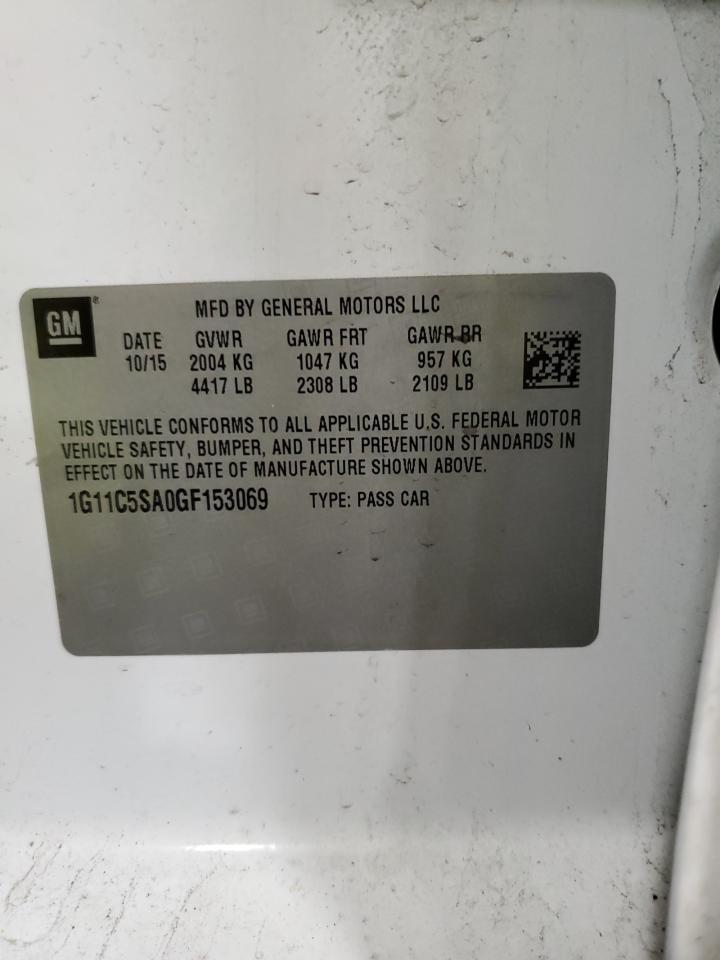 GM®
MFD BY GENERAL MOTORS LLC
DATE GVWR GAWR FRT GAWR RR
10/15 2004 KG 1047 KG 957 KG
4417 LB 2308 LB 2109 LB
THIS VEHICLE CONFORMS TO ALL APPLICABLE U.S. FEDERAL MOTOR
VEHICLE SAFETY, BUMPER, AND THEFT PREVENTION STANDARDS IN
EFFECT ON THE DATE OF MANUFACTURE SHOWN ABOVE.
1G11C5SA0GF153069 TYPE: PASS CAR